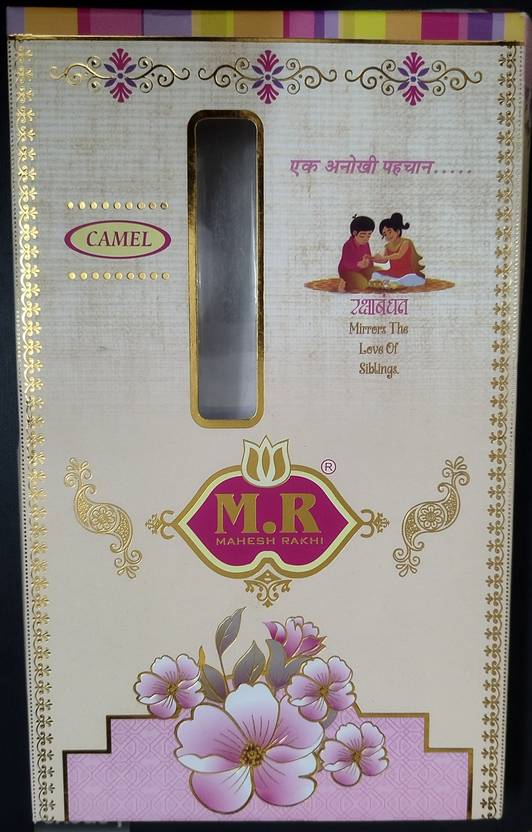 एक अनोखी पहचान.....
CAMEL
रक्षाबंधन
Mirrors The
Love Of
Siblings.
®
M.R
MAHESH RAKHI